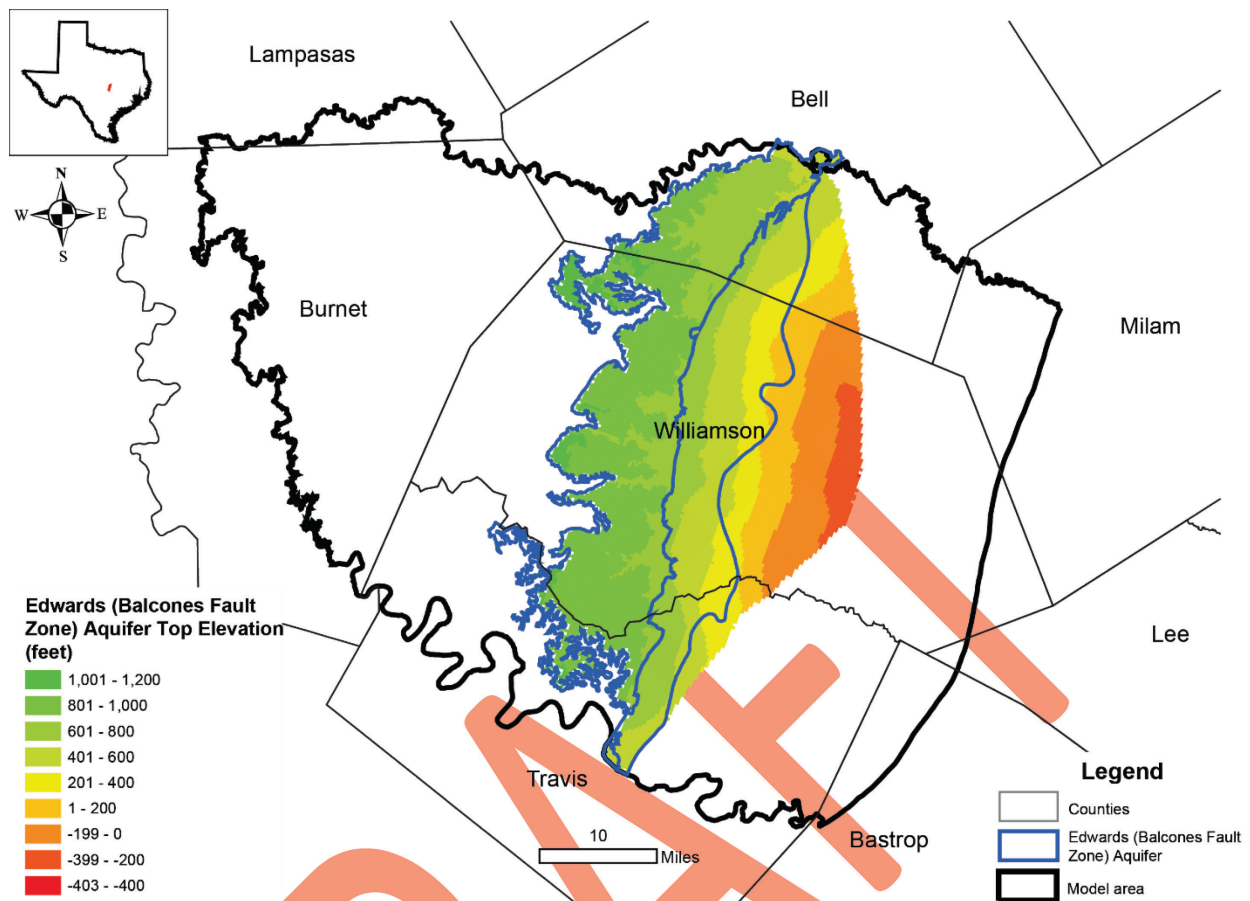 Lampasas
Bell
N
W
E
S
Burnet
Milam
Williamson
Edwards (Balcones Fault
Zone) Aquifer Top Elevation
(feet)
1,001 - 1,200
801 - 1,000
601 - 800
401 - 600
201 - 400
1 - 200
-199 - 0
-399 - -200
-403 - -400
Lee
Travis
Bastrop
10
Miles
Legend
Counties
Edwards (Balcones Fault
Zone) Aquifer
Model area